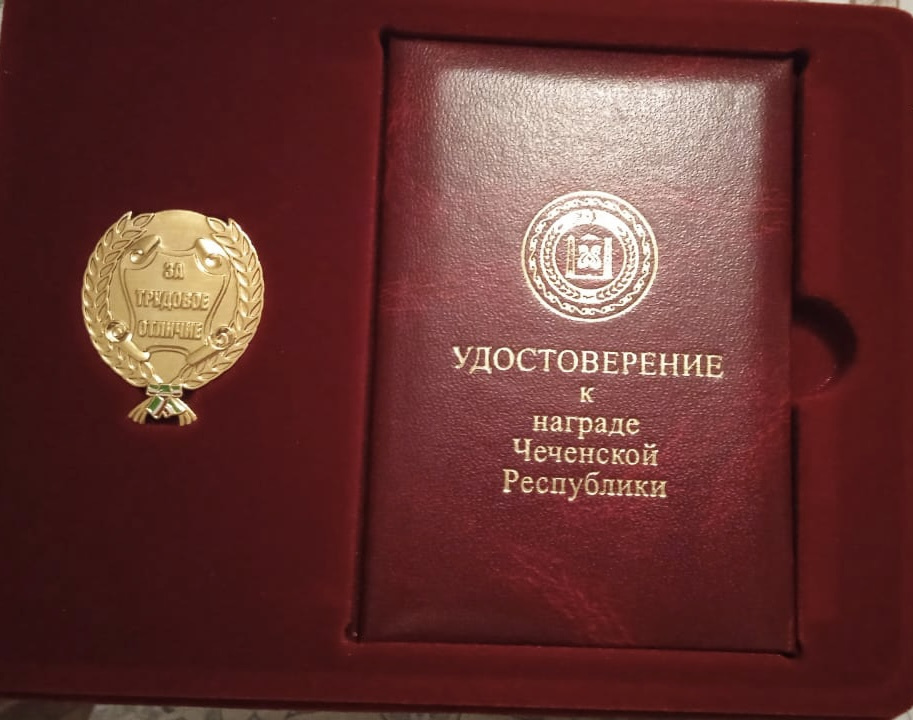 ЗА
ТРУДОВОЕ
ОТЛИЧИЕ
УДОСТОВЕРЕНИЕ
к
награде
Чеченской
Республики